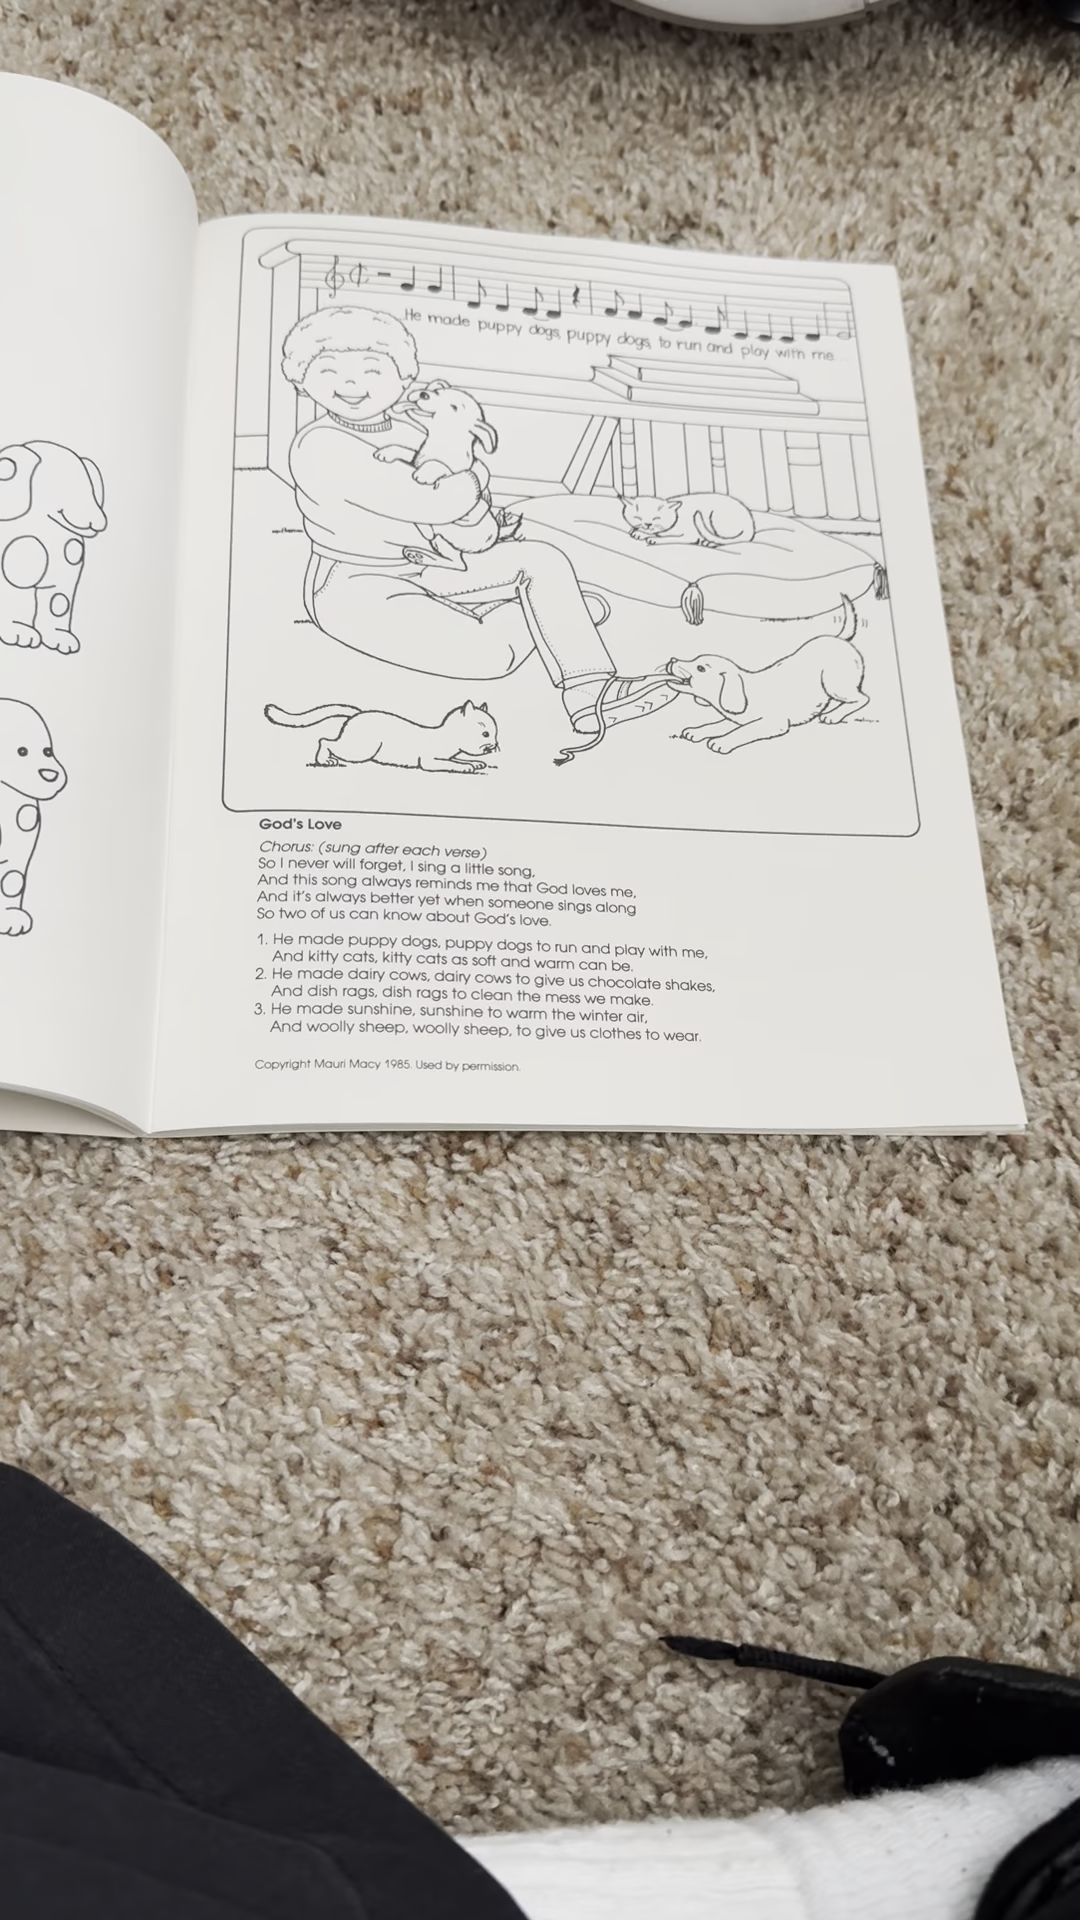 He made puppy dogs, puppy dogs, to run and play with me...
God's Love
Chorus: (sung after each verse)
So I never will forget, I sing a little song,
And this song always reminds me that God loves me,
And it's always better yet when someone sings along
So two of us can know about God's love.
1. He made puppy dogs, puppy dogs to run and play with me,
And kitty cats, kitty cats as soft and warm can be.
2. He made dairy cows, dairy cows to give us chocolate shakes,
And dish rags, dish rags to clean the mess we make.
3. He made sunshine, sunshine to warm the winter air,
And woolly sheep, woolly sheep, to give us clothes to wear.
Copyright Mauri Macy 1985. Used by permission.